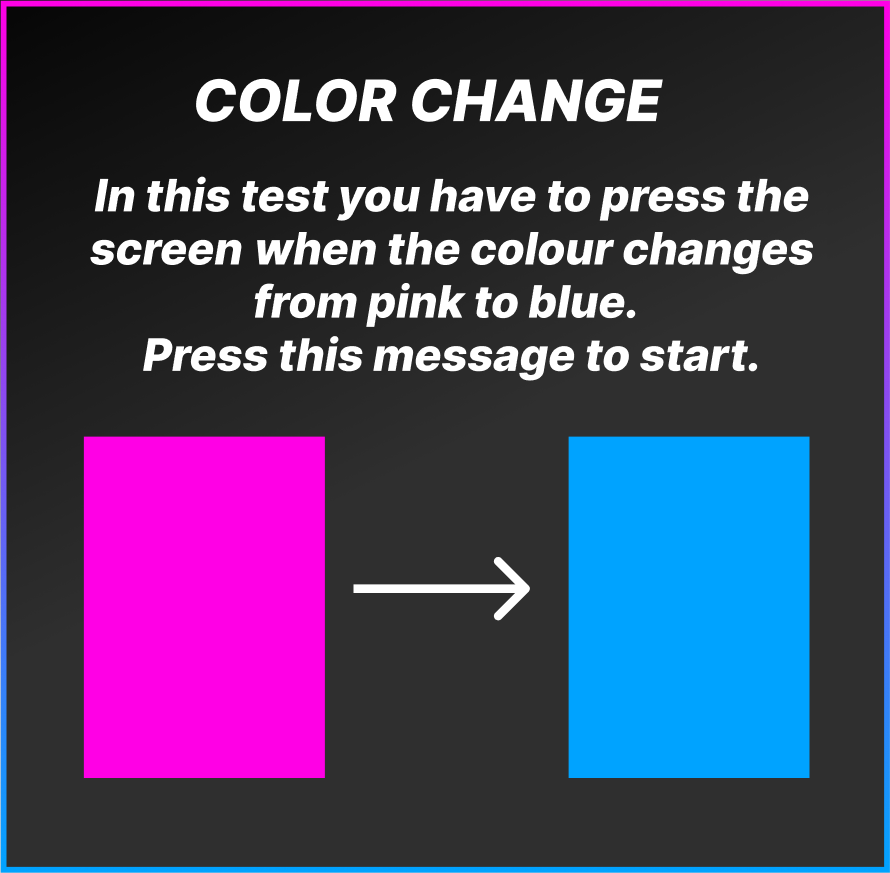 COLOR CHANGE
In this test you have to press the
screen when the colour changes
from pink to blue.
Press this message to start.